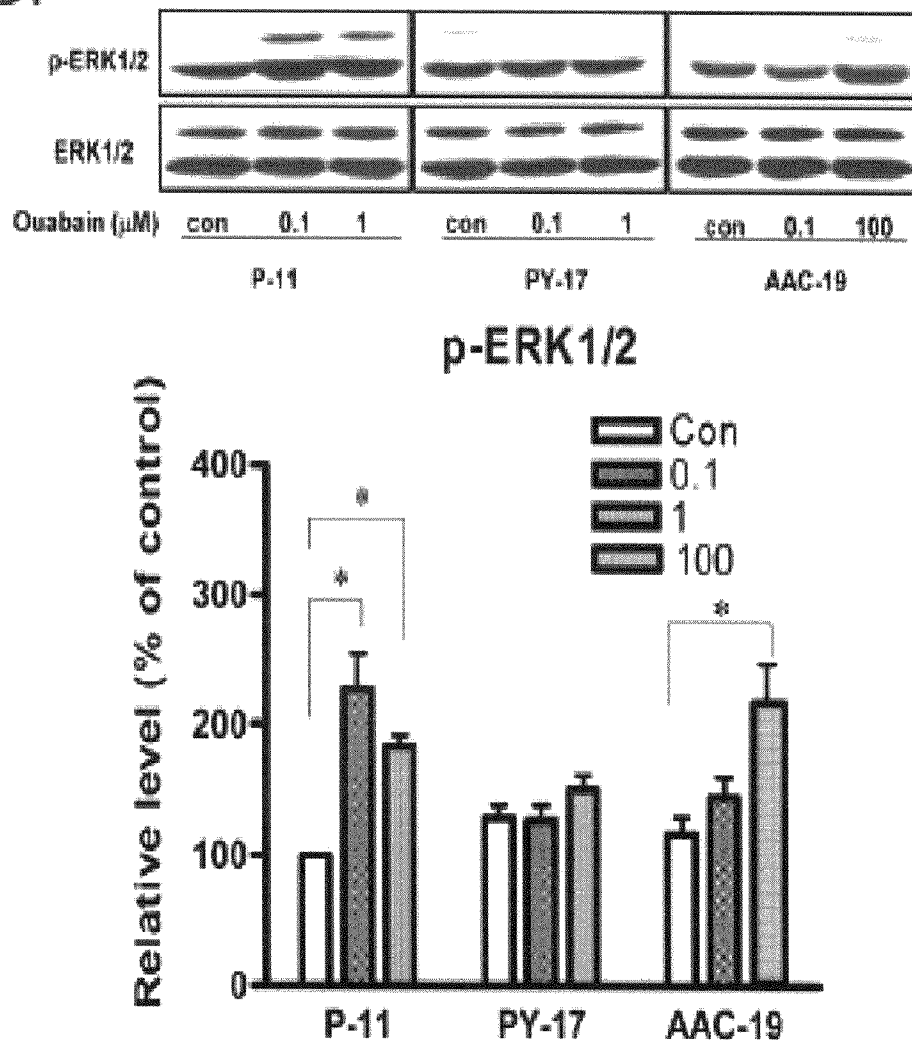 p-ERK1/2
ERK1/2
Ouabain (µM) con 0.1 1 con 0.1 1 con 0.1 100
P-11 PY-17 AAC-19
p-ERK1/2
Relative level (% of control)
400
300
200
100
0
Con
0.1
1
100
*
*
*
P-11 PY-17 AAC-19